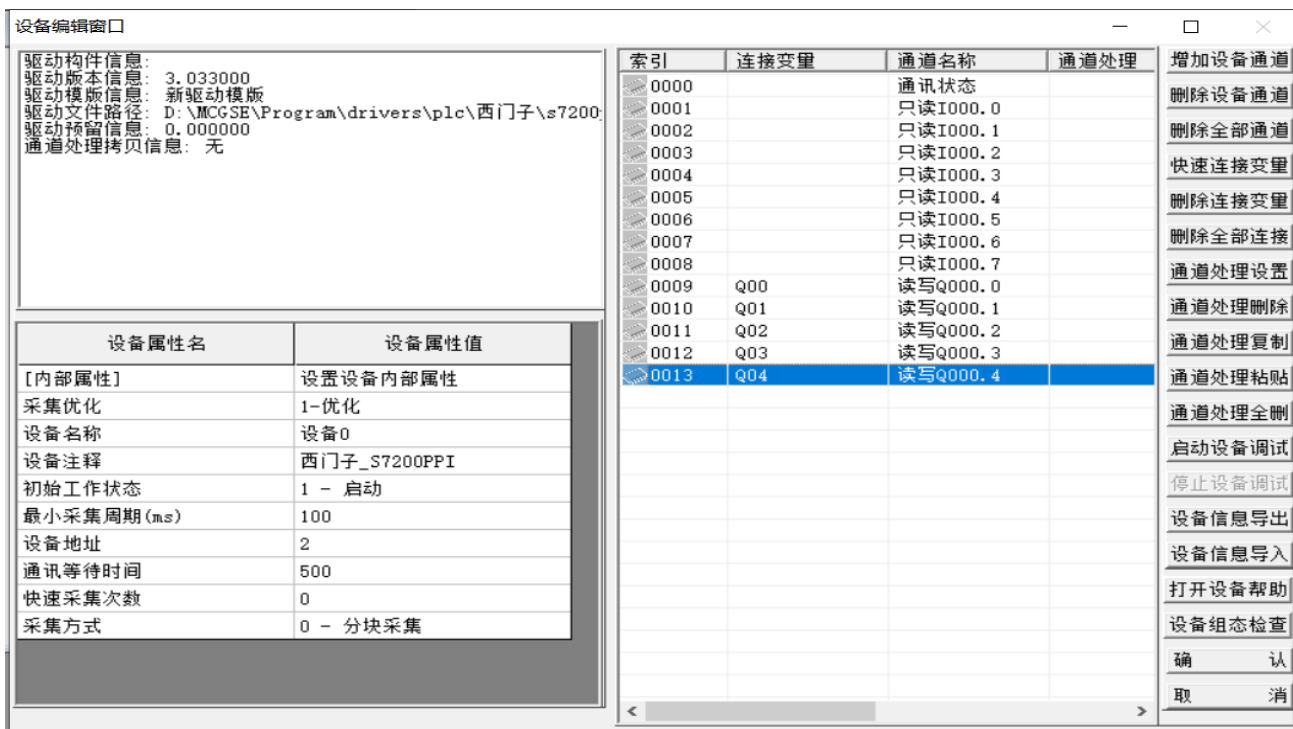 设备编辑窗口
驱动构件信息:
驱动版本信息: 3.033000
驱动模版信息: 新驱动模版
驱动文件路径: D:\MCGSE\Program\drivers\plc\西门子\s7200
驱动预留信息: 0.000000
通道处理拷贝信息: 无
设备属性名 设备属性值
[内部属性] 设置设备内部属性
采集优化 1-优化
设备名称 设备0
设备注释 西门子_S7200PPI
初始工作状态 1 - 启动
最小采集周期(ms) 100
设备地址 2
通讯等待时间 500
快速采集次数 0
采集方式 0 - 分块采集
索引 连接变量 通道名称 通道处理
0000 通讯状态
0001 只读I000.0
0002 只读I000.1
0003 只读I000.2
0004 只读I000.3
0005 只读I000.4
0006 只读I000.5
0007 只读I000.6
0008 只读I000.7
0009 Q00 读写Q000.0
0010 Q01 读写Q000.1
0011 Q02 读写Q000.2
0012 Q03 读写Q000.3
0013 Q04 读写Q000.4
增加设备通道
删除设备通道
删除全部通道
快速连接变量
删除连接变量
删除全部连接
通道处理设置
通道处理删除
通道处理复制
通道处理粘贴
通道处理全删
启动设备调试
停止设备调试
设备信息导出
设备信息导入
打开设备帮助
设备组态检查
确 认
取 消